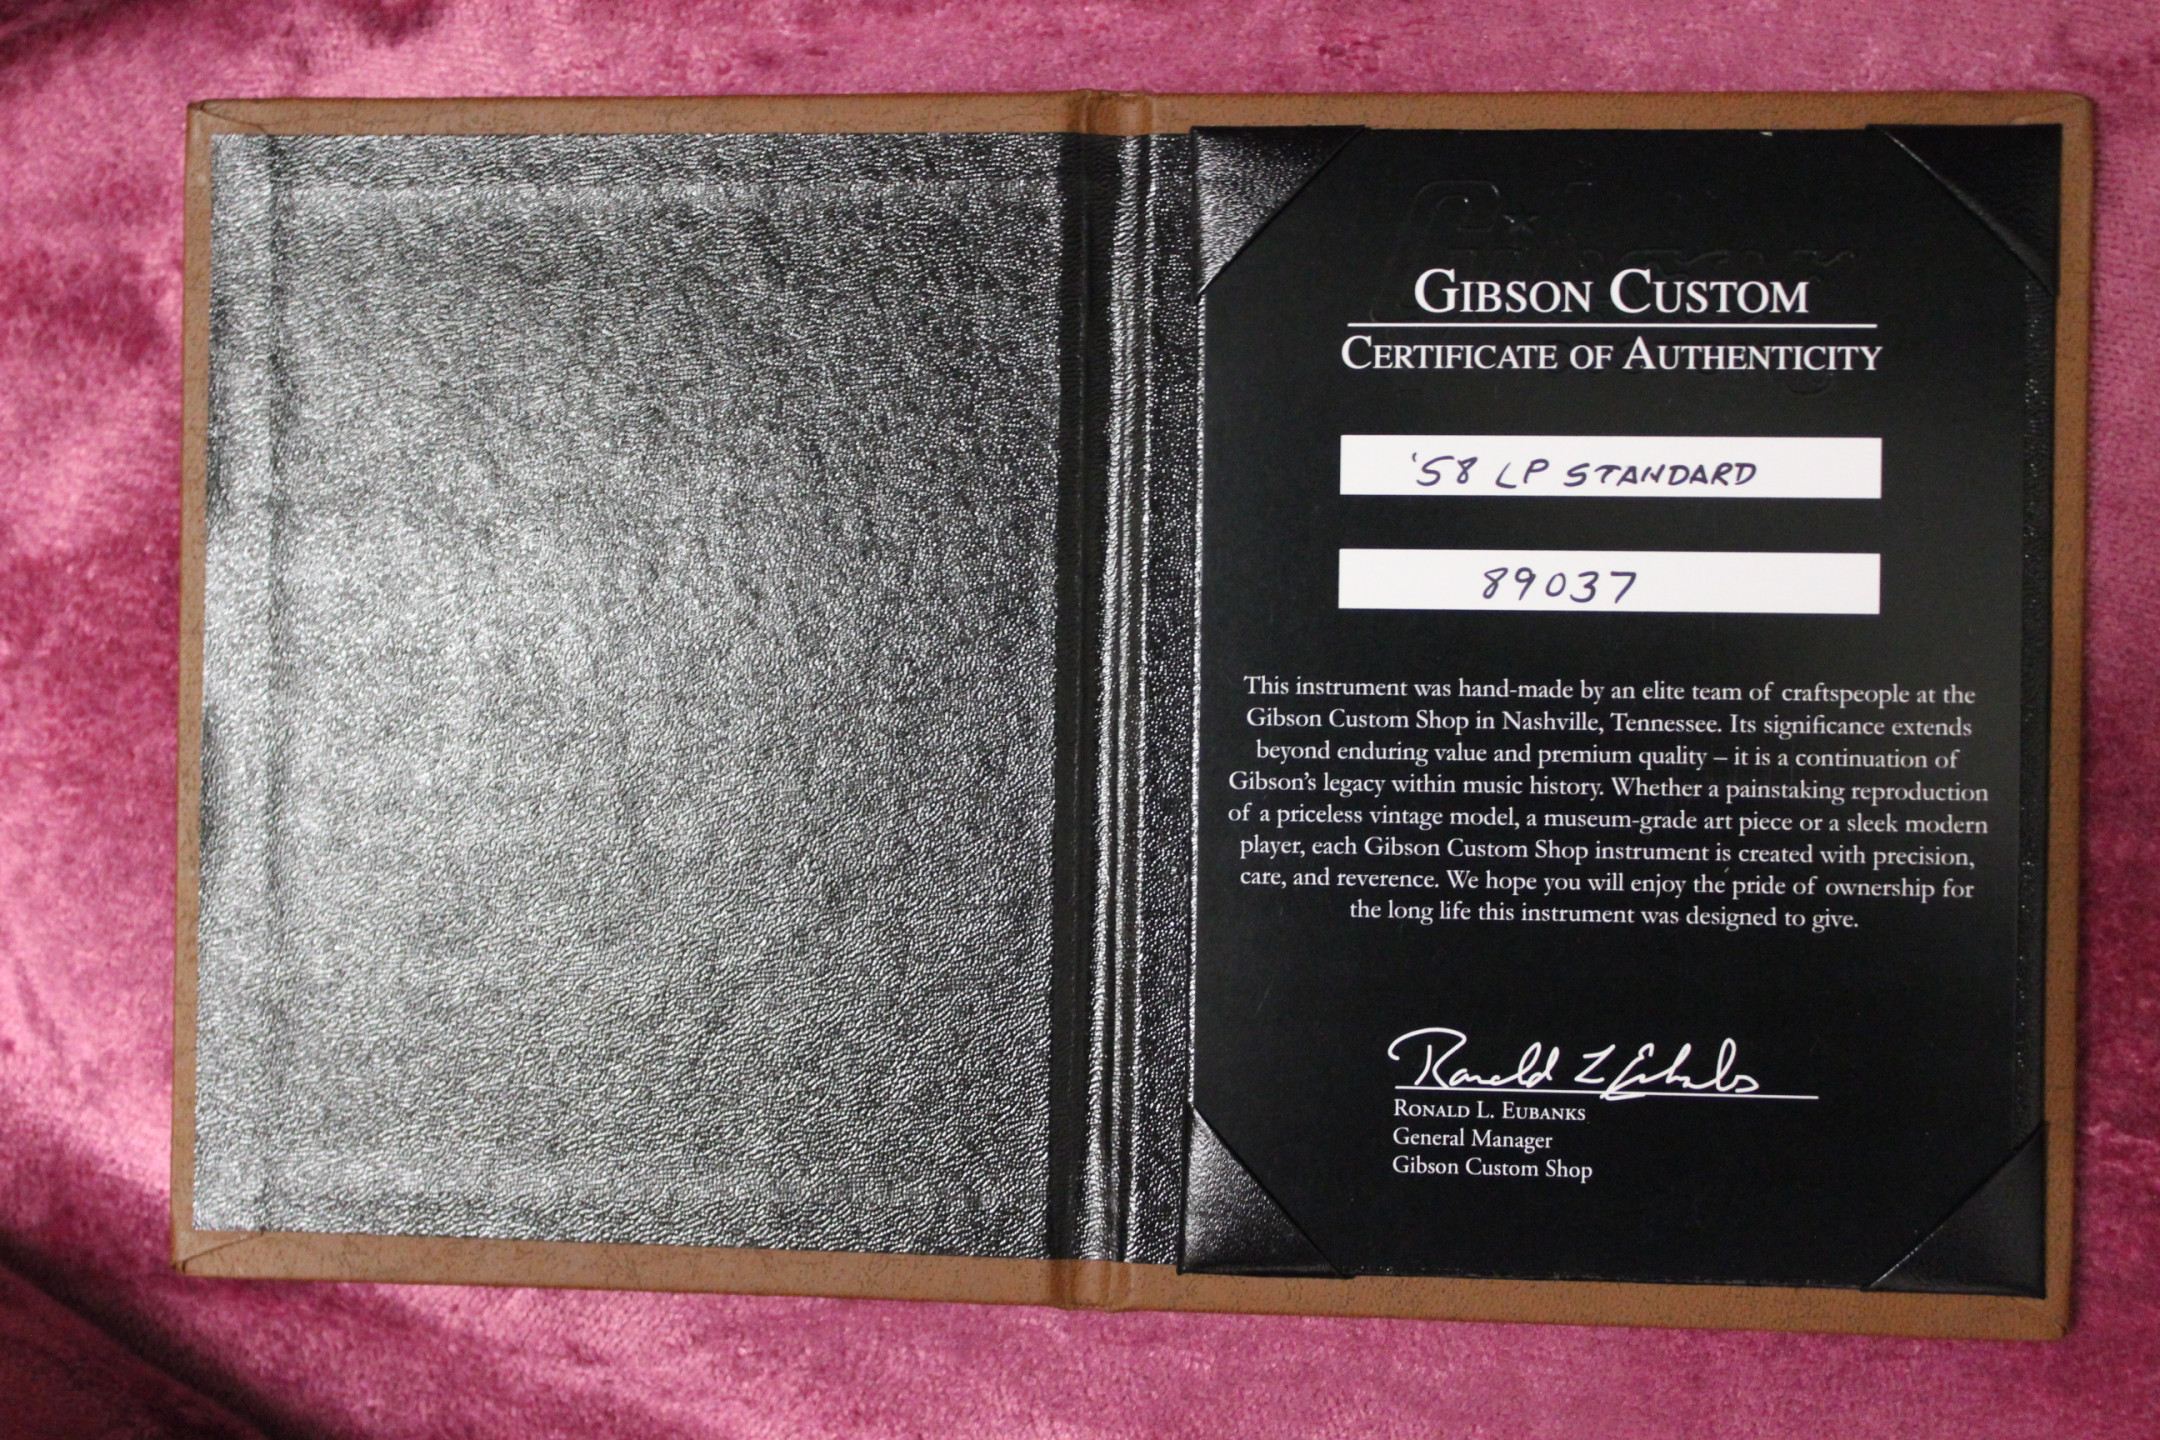 GIBSON CUSTOM
CERTIFICATE OF AUTHENTICITY
'58 LP STANDARD
89037
This instrument was hand-made by an elite team of craftspeople at the
Gibson Custom Shop in Nashville, Tennessee. Its significance extends
beyond enduring value and premium quality – it is a continuation of
Gibson's legacy within music history. Whether a painstaking reproduction
of a priceless vintage model, a museum-grade art piece or a sleek modern
player, each Gibson Custom Shop instrument is created with precision,
care, and reverence. We hope you will enjoy the pride of ownership for
the long life this instrument was designed to give.
Ronald L Eubanks
RONALD L. EUBANKS
General Manager
Gibson Custom Shop